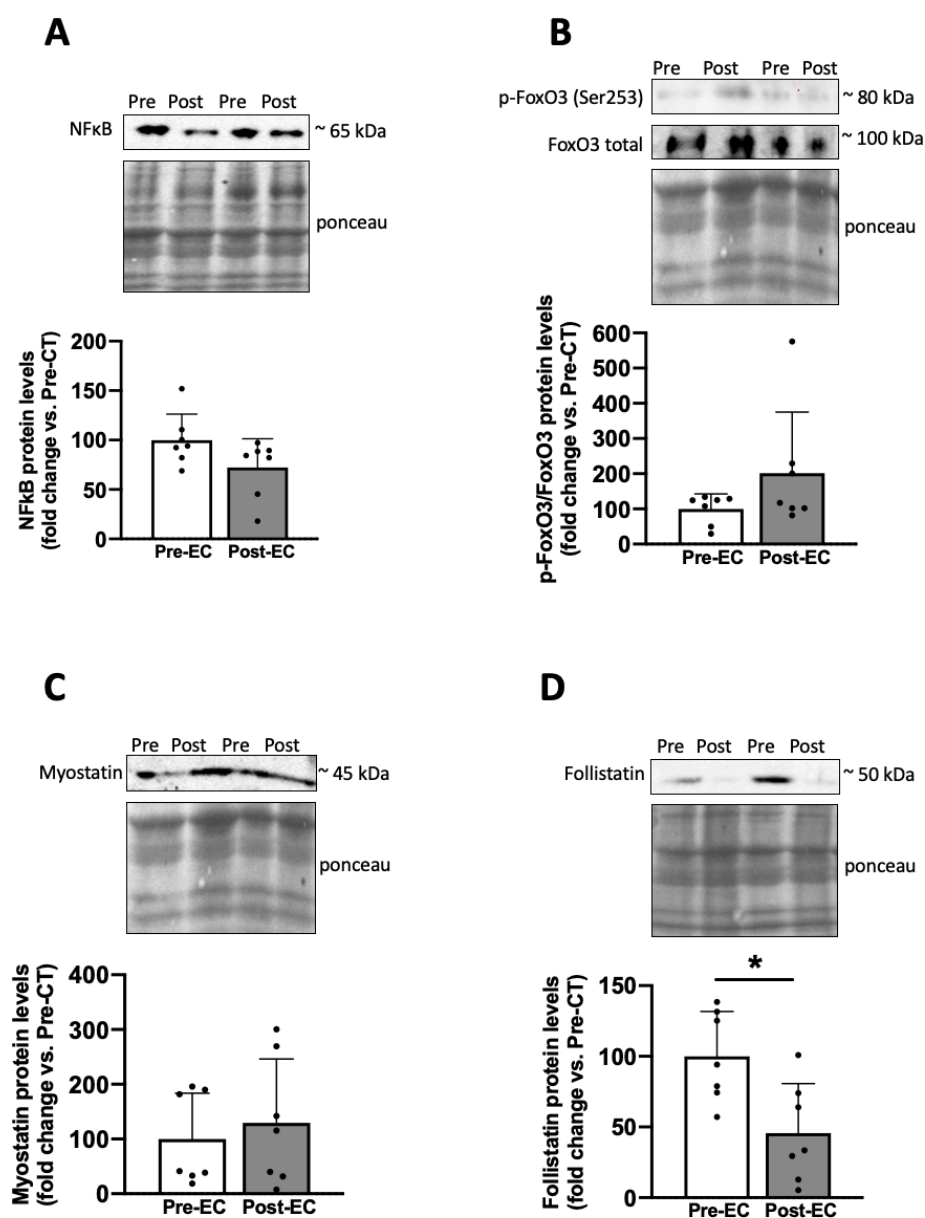 A
Pre Post Pre Post
NFκB
~ 65 kDa
ponceau
NFkB protein levels
(fold change vs. Pre-CT)
200
150
100
50
0
Pre-EC Post-EC
B
Pre Post Pre Post
p-FoxO3 (Ser253)
~ 80 kDa
FoxO3 total
~ 100 kDa
ponceau
p-FoxO3/FoxO3 protein levels
(fold change vs. Pre-CT)
600
500
400
300
200
100
0
Pre-EC Post-EC
C
Pre Post Pre Post
Myostatin
~ 45 kDa
ponceau
Myostatin protein levels
(fold change vs. Pre-CT)
400
300
200
100
0
Pre-EC Post-EC
D
Pre Post Pre Post
Follistatin
~ 50 kDa
ponceau
Follistatin protein levels
(fold change vs. Pre-CT)
150
100
50
0
*
Pre-EC Post-EC